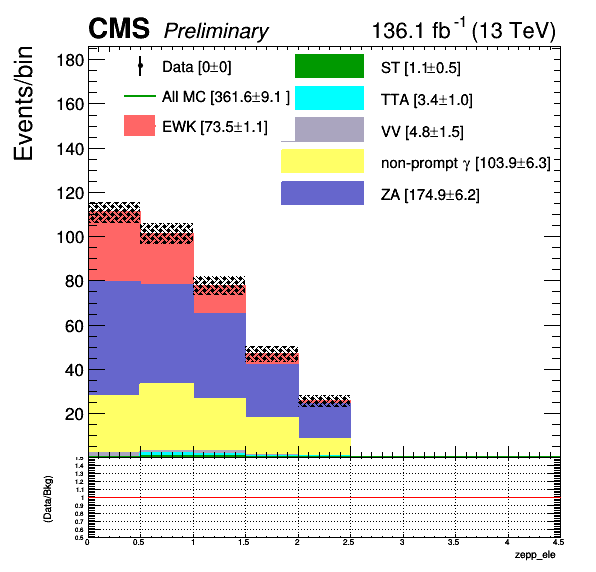 CMS Preliminary 136.1 fb⁻¹ (13 TeV)
Events/bin
180
160
140
120
100
80
60
40
20
Data [0±0]
All MC [361.6±9.1 ]
EWK [73.5±1.1]
ST [1.1±0.5]
TTA [3.4±1.0]
VV [4.8±1.5]
non-prompt γ [103.9±6.3]
ZA [174.9±6.2]
(Data/Bkg)
1.5
1.4
1.3
1.2
1.1
1
0.9
0.8
0.7
0.6
0.5
0 0.5 1 1.5 2 2.5 3 3.5 4 4.5
zepp_ele